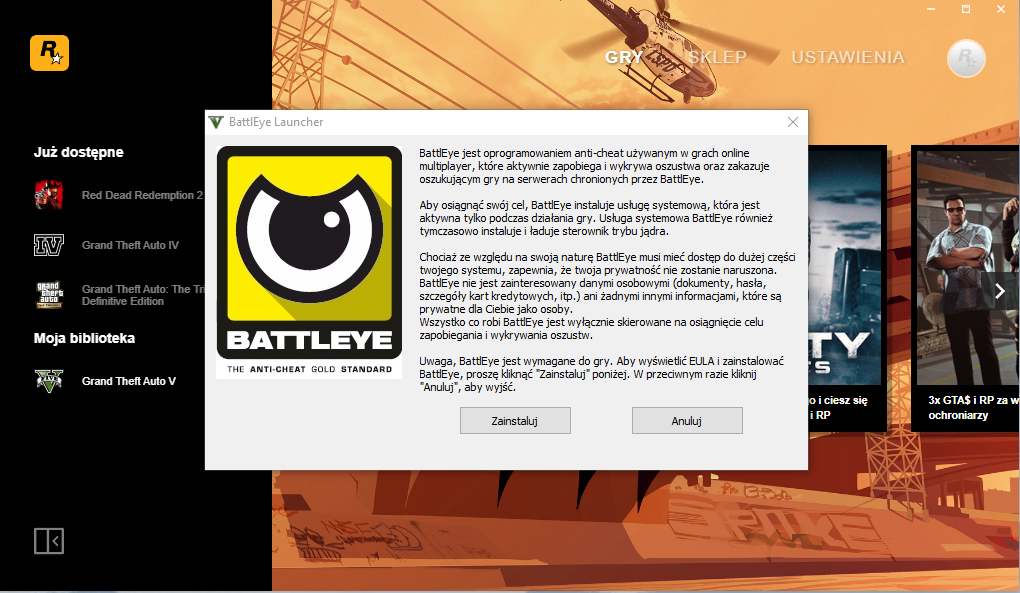 R
GRY
SKLEP
USTAWIENIA
R
LSPD
Już dostępne
Red Dead Redemption 2
IV
Grand Theft Auto IV
grand
theft
auto
Grand Theft Auto: The Tri
Definitive Edition
Moja biblioteka
V
Grand Theft Auto V
BattlEye Launcher
BATTLEYE
THE ANTI-CHEAT GOLD STANDARD
BattlEye jest oprogramowaniem anti-cheat używanym w grach online
multiplayer, które aktywnie zapobiega i wykrywa oszustwa oraz zakazuje
oszukującym gry na serwerach chronionych przez BattlEye.
Aby osiągnąć swój cel, BattlEye instaluje usługę systemową, która jest
aktywna tylko podczas działania gry. Usługa systemowa BattlEye również
tymczasowo instaluje i ładuje sterownik trybu jądra.
Chociaż ze względu na swoją naturę BattlEye musi mieć dostęp do dużej części
twojego systemu, zapewnia, że twoja prywatność nie zostanie naruszona.
BattlEye nie jest zainteresowany danymi osobowymi (dokumenty, hasła,
szczegóły kart kredytowych, itp.) ani żadnymi innymi informacjami, które są
prywatne dla Ciebie jako osoby.
Wszystko co robi BattlEye jest wyłącznie skierowane na osiągnięcie celu
zapobiegania i wykrywania oszustw.
Uwaga, BattlEye jest wymagane do gry. Aby wyświetlić EULA i zainstalować
BattlEye, proszę kliknąć "Zainstaluj" poniżej. W przeciwnym razie kliknij
"Anuluj", aby wyjść.
Zainstaluj
Anuluj
TY
S
o i ciesz się
i RP
3x GTA$ i RP za w
ochroniarzy